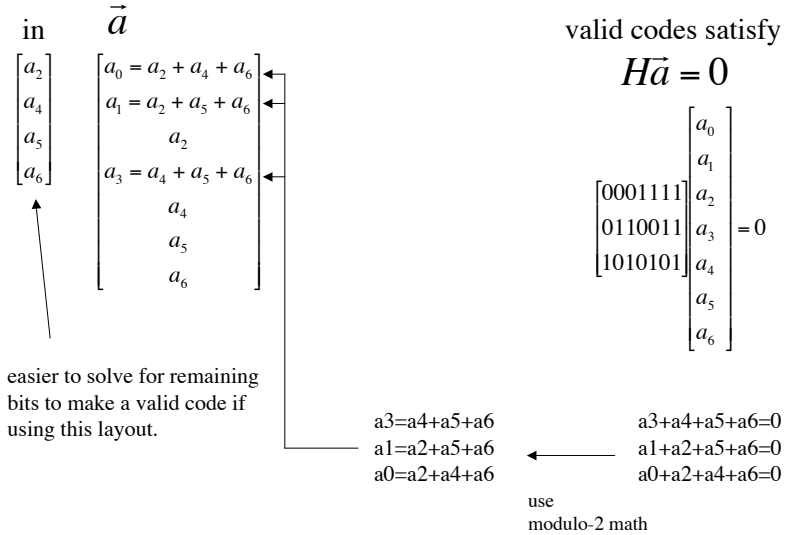 in
a⃗
[a₂
a₄
a₅
a₆]
[a₀ = a₂ + a₄ + a₆
a₁ = a₂ + a₅ + a₆
a₂
a₃ = a₄ + a₅ + a₆
a₄
a₅
a₆]
easier to solve for remaining
bits to make a valid code if
using this layout.
valid codes satisfy
Ha⃗ = 0
[0001111
0110011
1010101]
[a₀
a₁
a₂
a₃
a₄
a₅
a₆]
= 0
a3+a4+a5+a6=0
a1+a2+a5+a6=0
a0+a2+a4+a6=0
use
modulo-2 math
a3=a4+a5+a6
a1=a2+a5+a6
a0=a2+a4+a6